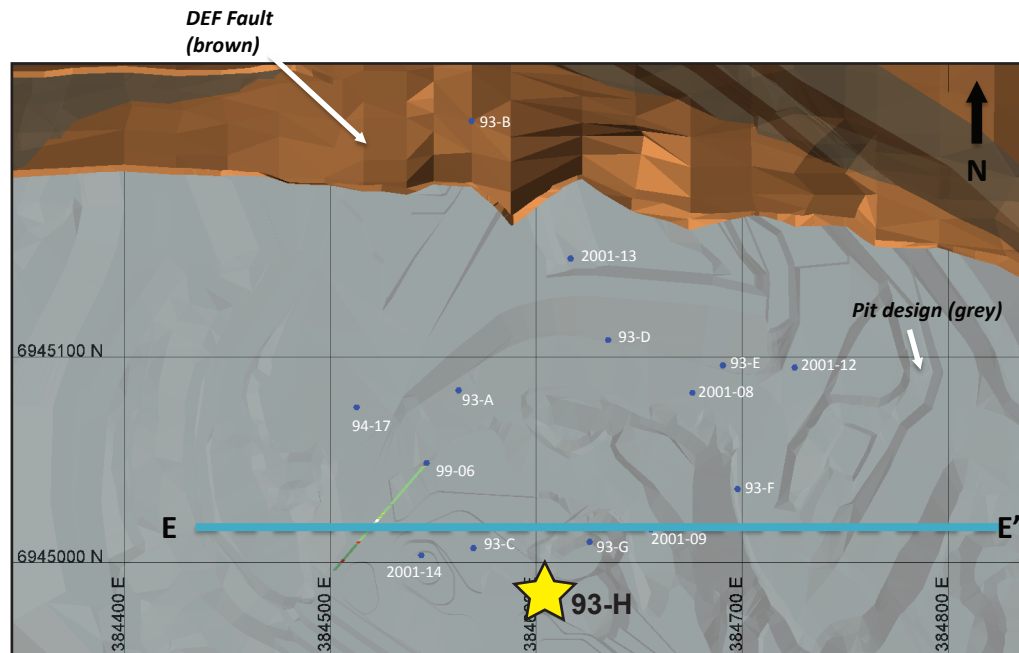 DEF Fault
(brown)
93-B
N
2001-13
Pit design (grey)
93-D
6945100 N
93-E
2001-12
2001-08
93-A
94-17
99-06
93-F
E
E’
2001-09
93-C
93-G
6945000 N
2001-14
93-H
384400 E
384500 E
384700 E
384800 E